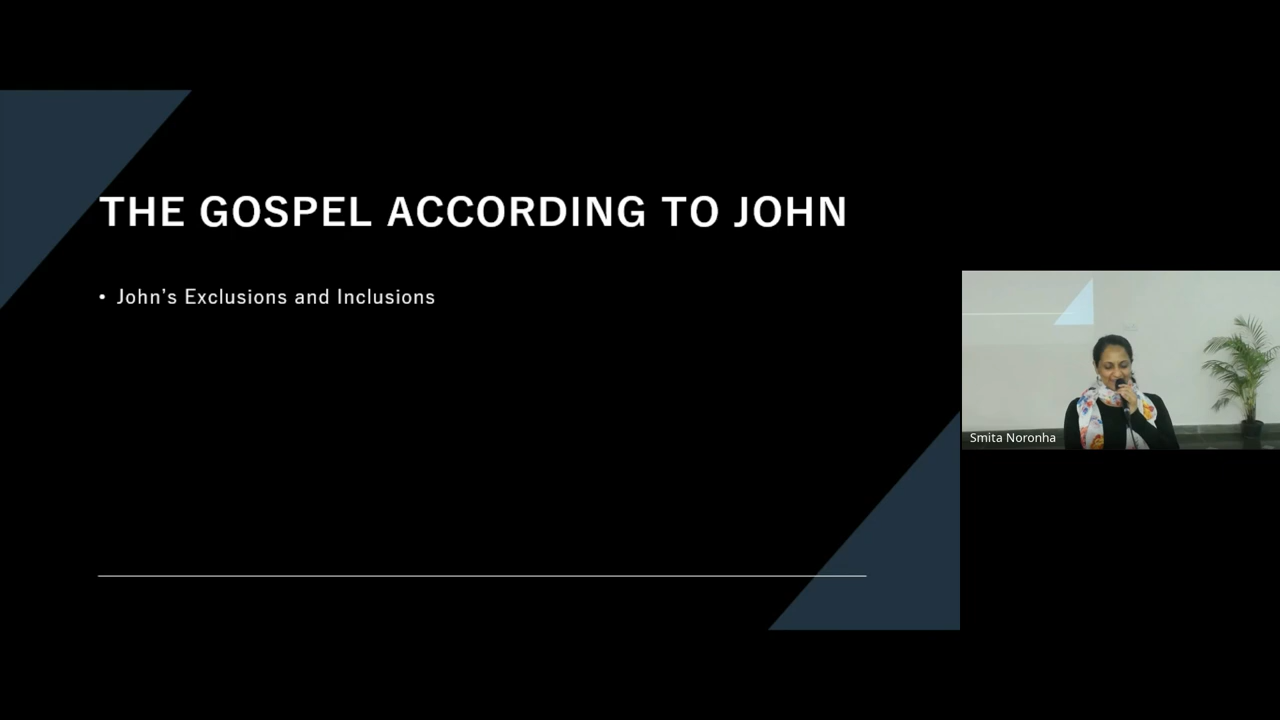 THE GOSPEL ACCORDING TO JOHN
• John’s Exclusions and Inclusions
Smita Noronha